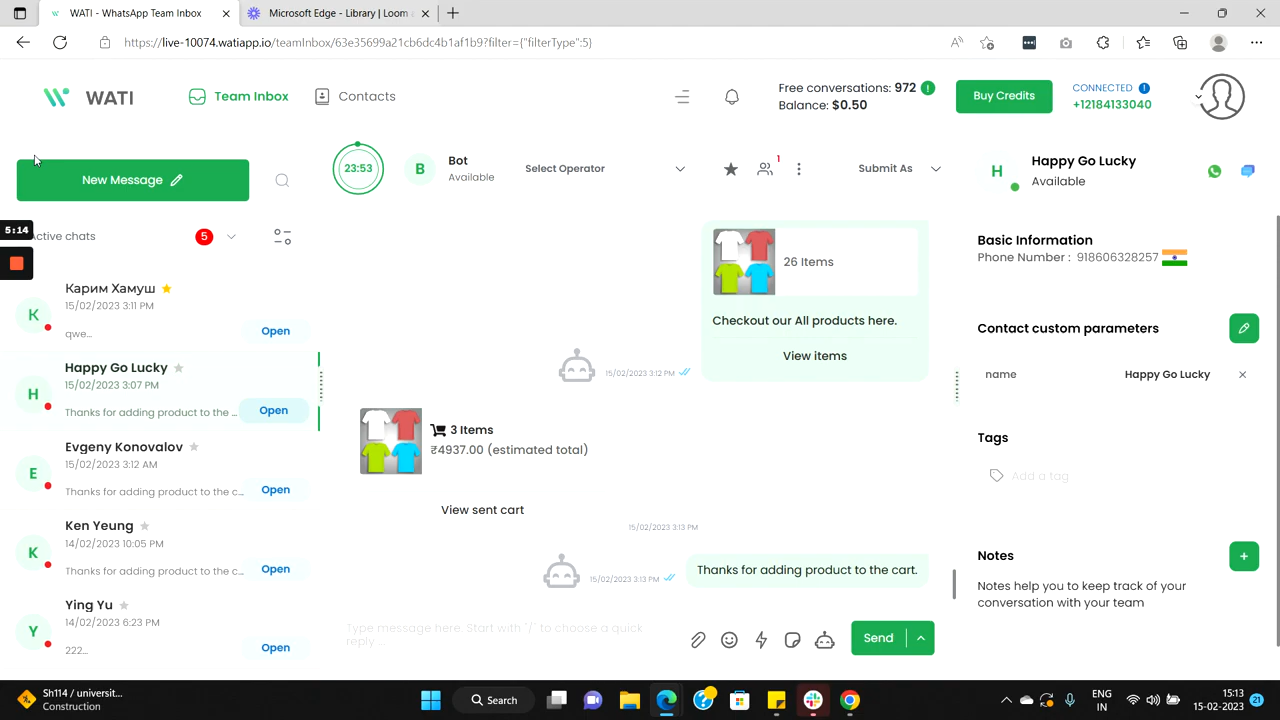 WATI - WhatsApp Team Inbox
Microsoft Edge - Library | Loom
https://live-10074.watiapp.io/teamInbox/63e35699a21cb6dc4b1af1b9?filter={"filterType":5}
WATI
Team Inbox
Contacts
Free conversations: 972
Balance: $0.50
Buy Credits
CONNECTED
+12184133040
New Message
23:53
B
Bot
Available
Select Operator
1
Submit As
H
Happy Go Lucky
Available
5:14
Active chats
5
К
Карим Хамуш
15/02/2023 3:11 PM
qwe...
Open
H
Happy Go Lucky
15/02/2023 3:07 PM
Thanks for adding product to the ...
Open
E
Evgeny Konovalov
15/02/2023 3:12 AM
Thanks for adding product to the c...
Open
K
Ken Yeung
14/02/2023 10:05 PM
Thanks for adding product to the c...
Open
Y
Ying Yu
14/02/2023 6:23 PM
222...
Open
26 Items
Checkout our All products here.
View items
15/02/2023 3:12 PM
3 Items
₹4937.00 (estimated total)
View sent cart
15/02/2023 3:13 PM
15/02/2023 3:13 PM
Thanks for adding product to the cart.
Type message here. Start with '/' to choose a quick
reply ...
Send
Basic Information
Phone Number : 918606328257
Contact custom parameters
name
Happy Go Lucky
Tags
Add a tag
Notes
Notes help you to keep track of your
conversation with your team
Sh114 / universit...
Construction
Search
ENG
IN
15:13
15-02-2023
21